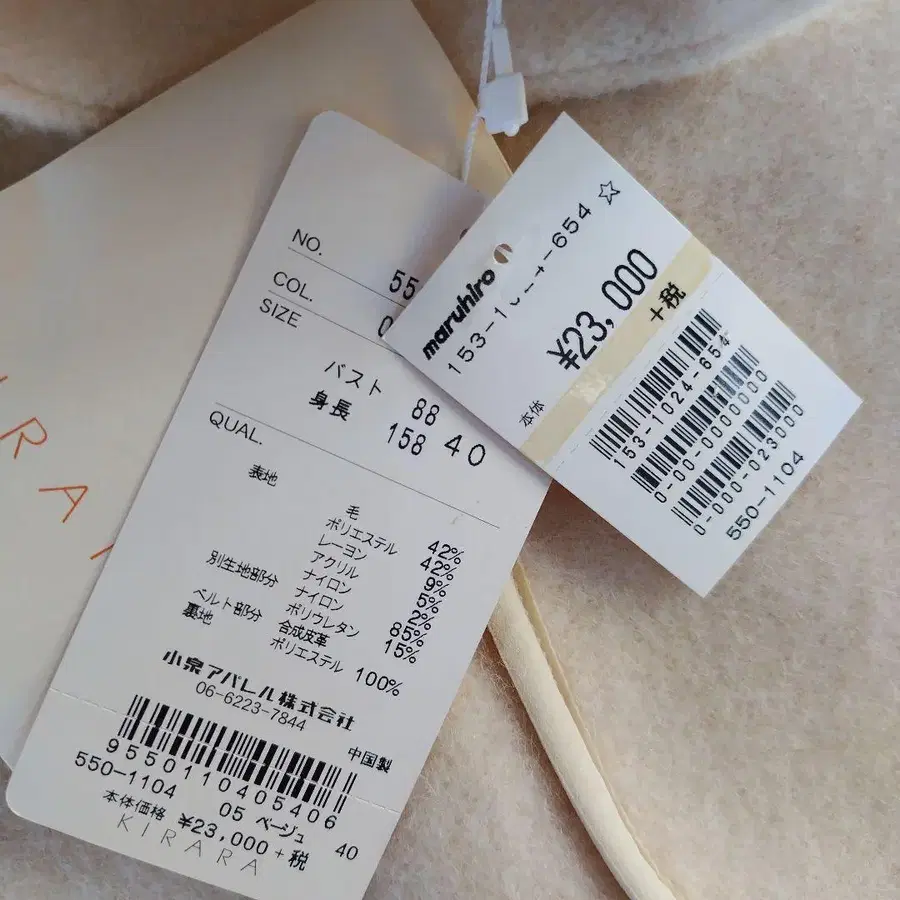 NO.
55
COL.
0
SIZE
バスト 88
身長 158 40
QUAL.
表地
毛 42%
ポリエステル 42%
レーヨン 9%
アクリル 5%
ナイロン 2%
別生地部分 ナイロン 85%
ポリウレタン 15%
ベルト部分 合成皮革
裏地 ポリエステル 100%
小泉アパレル株式会社
06-6223-7844
中国製
9550110405406
550-1104 05 ベージュ 40
本体価格 ¥23,000+税
KIRARA
maruhiro
153-1024-654 ☆
本体 ¥23,000 +税
153-1024-654
0-00-0000000
0-000-023000
550-1104
RA